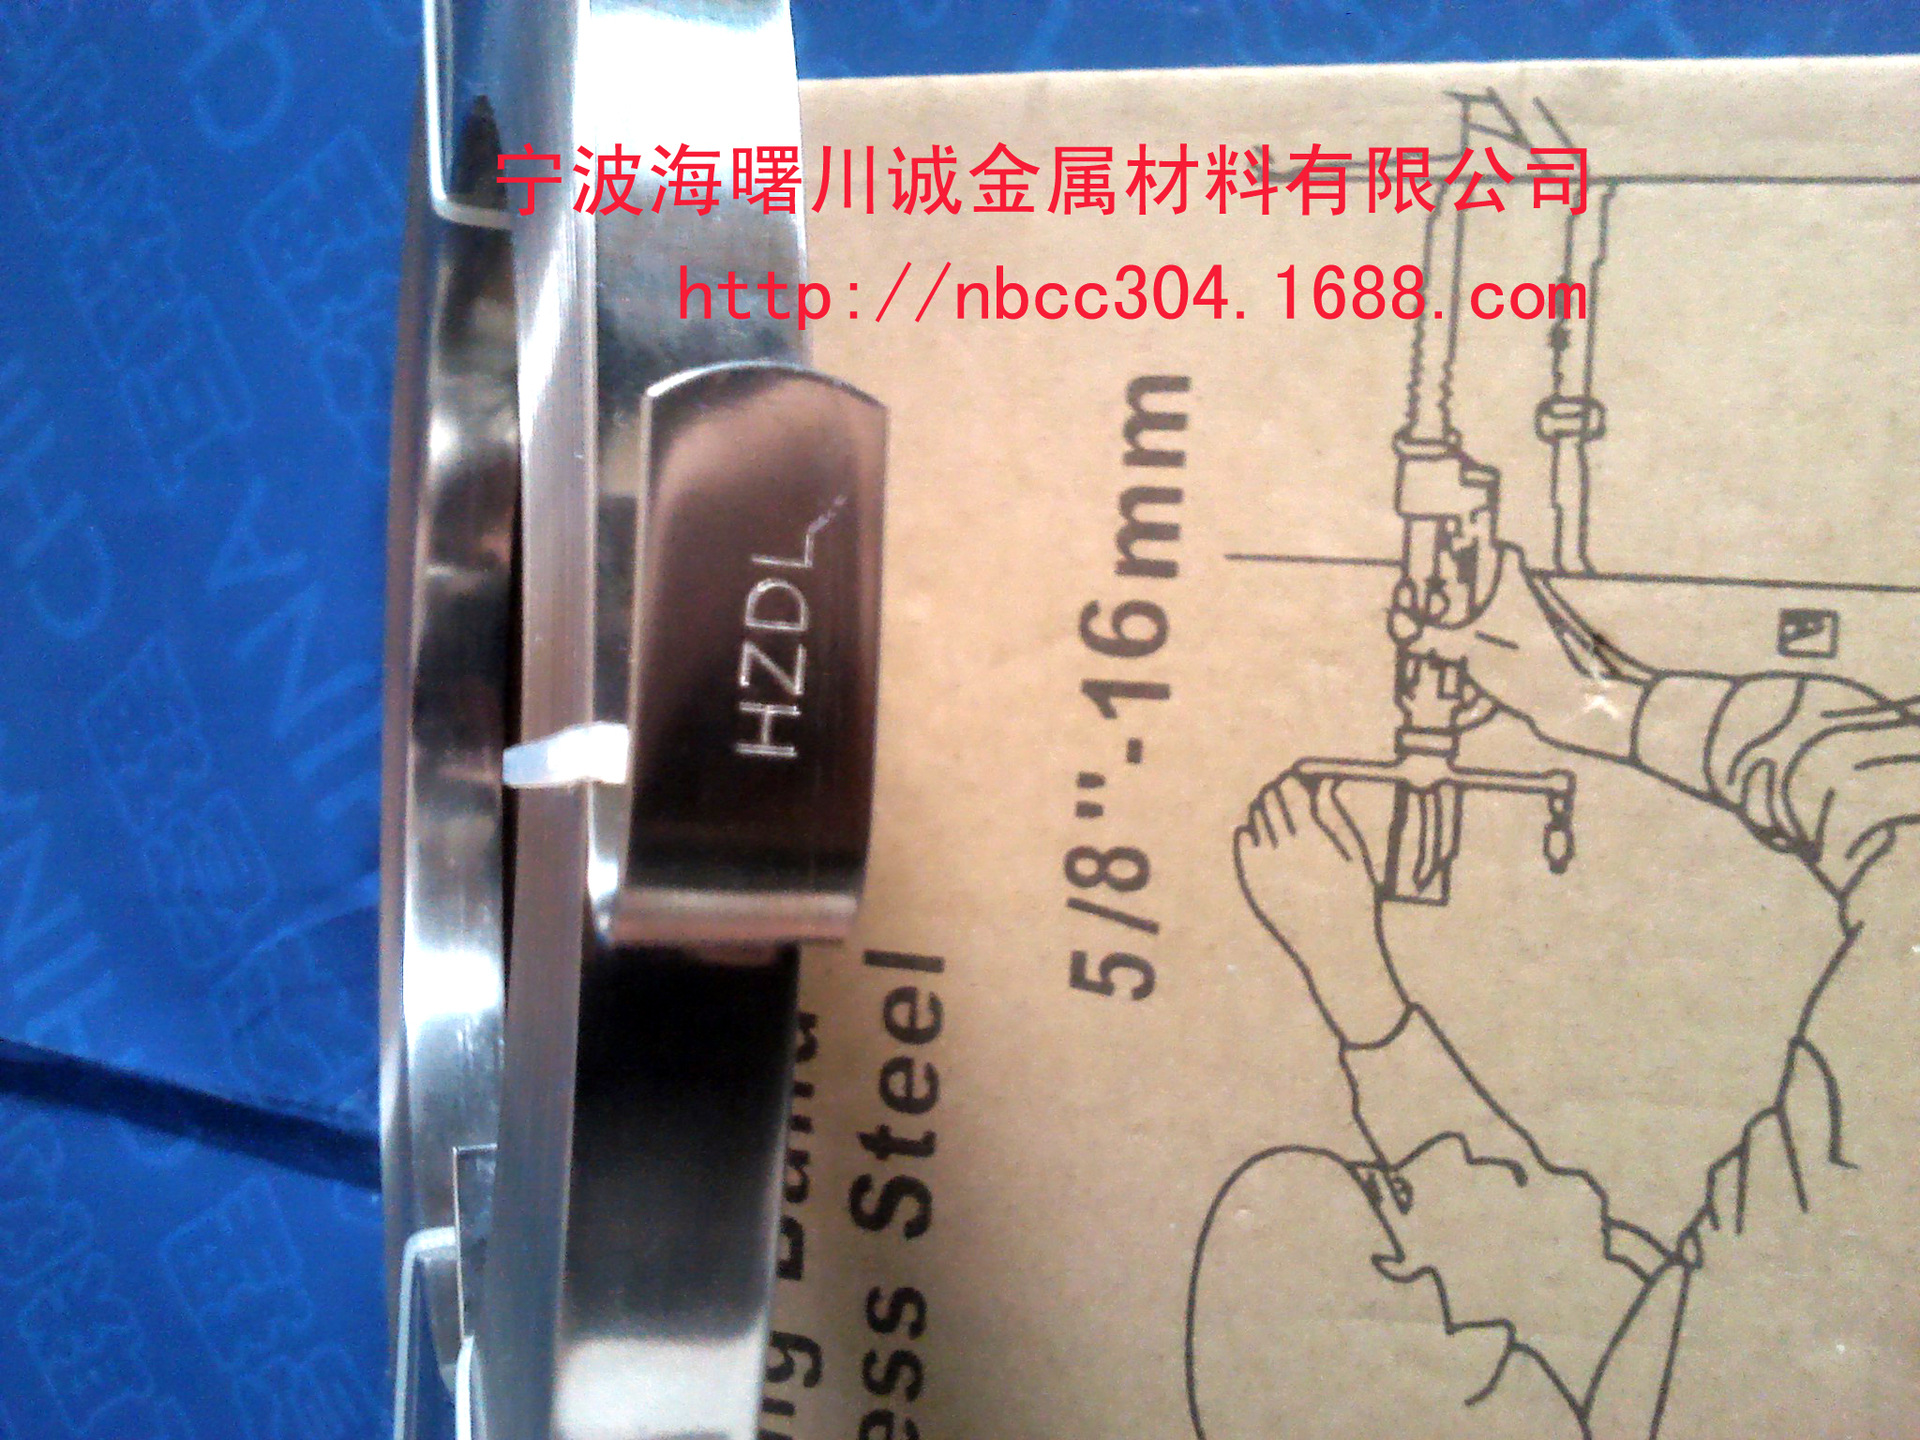 宁波海曙川诚金属材料有限公司
http://nbcc304.1688.com
HZDL
5/8"-16mm
Steel